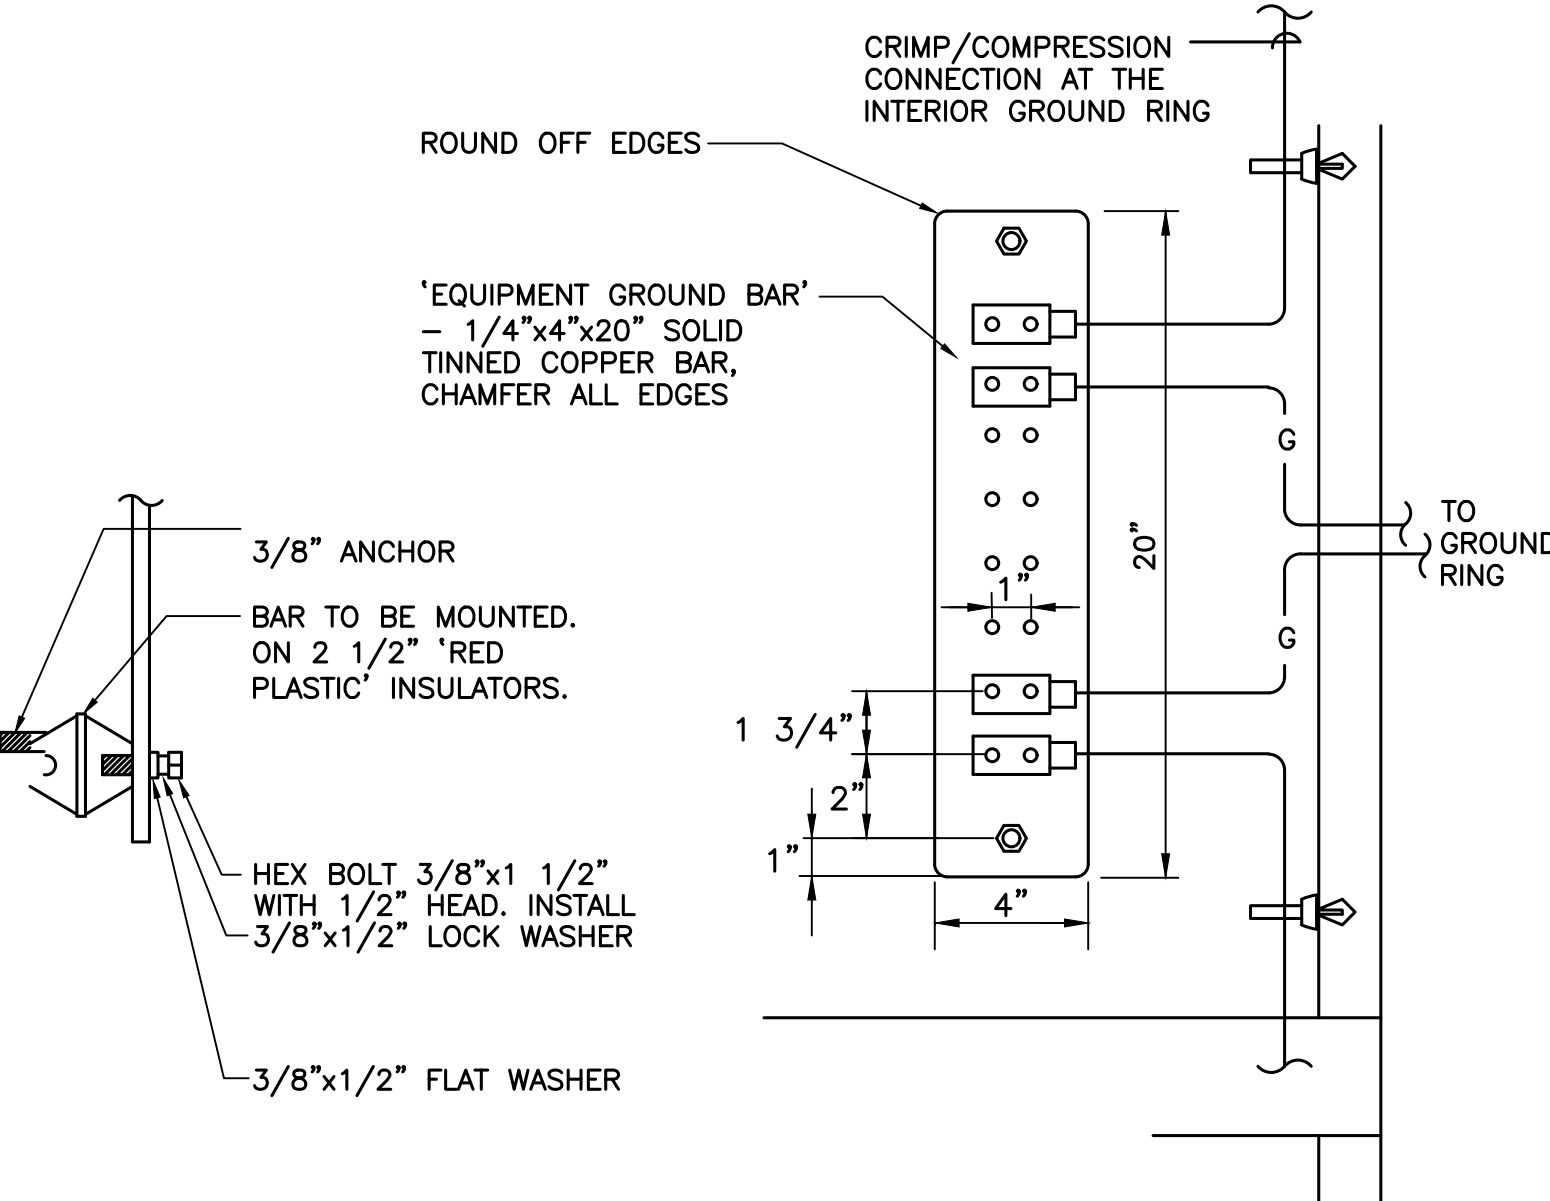 CRIMP/COMPRESSION
CONNECTION AT THE
INTERIOR GROUND RING
ROUND OFF EDGES
‘EQUIPMENT GROUND BAR’
– 1/4”x4”x20” SOLID
TINNED COPPER BAR,
CHAMFER ALL EDGES
G
TO
GROUND
RING
20”
3/8” ANCHOR
1”
BAR TO BE MOUNTED.
ON 2 1/2” ‘RED
PLASTIC’ INSULATORS.
G
1 3/4”
2”
1”
4”
HEX BOLT 3/8”x1 1/2”
WITH 1/2” HEAD. INSTALL
3/8”x1/2” LOCK WASHER
3/8”x1/2” FLAT WASHER